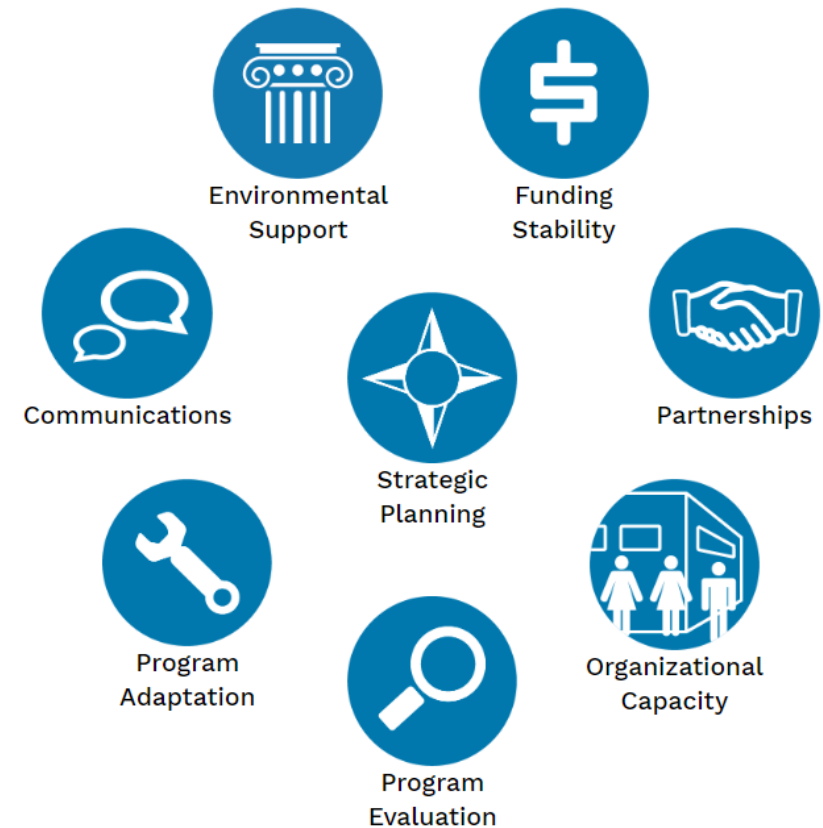 Environmental
Support
Funding
Stability
Communications
Partnerships
Strategic
Planning
Program
Adaptation
Organizational
Capacity
Program
Evaluation